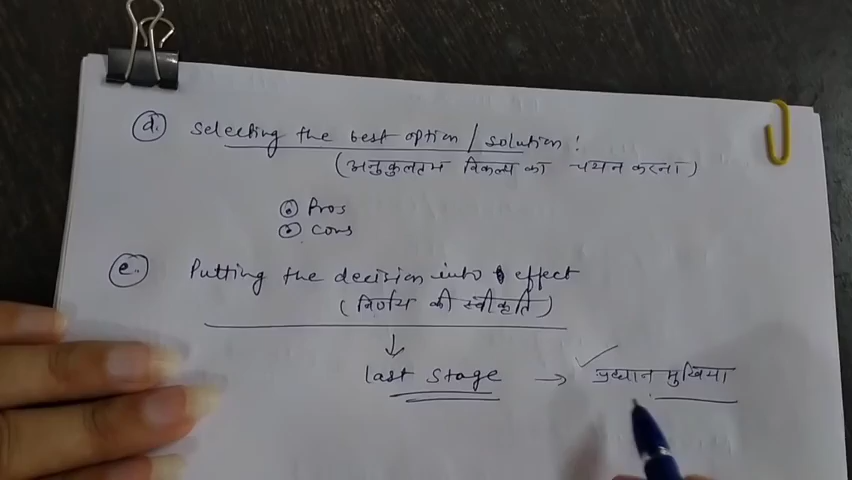 d. Selecting the best option / solution:
(अनुकुलतम विकल्प का चयन करना)
Pros
Cons
e. Putting the decision into effect
(निर्णय की स्वीकृति)
last stage → प्रधान मुखिया